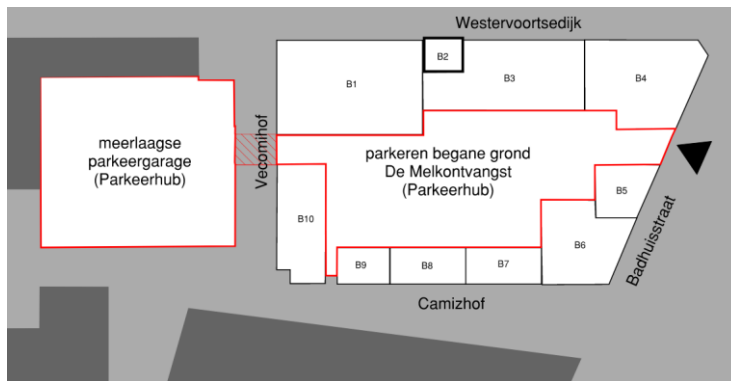 Westervoortsedijk
B1
B2
B3
B4
meerlaagse
parkeergarage
(Parkeerhub)
Vecomihof
parkeren begane grond
De Melkontvangst
(Parkeerhub)
B5
B10
B6
Badhuisstraat
B9
B8
B7
Camizhof